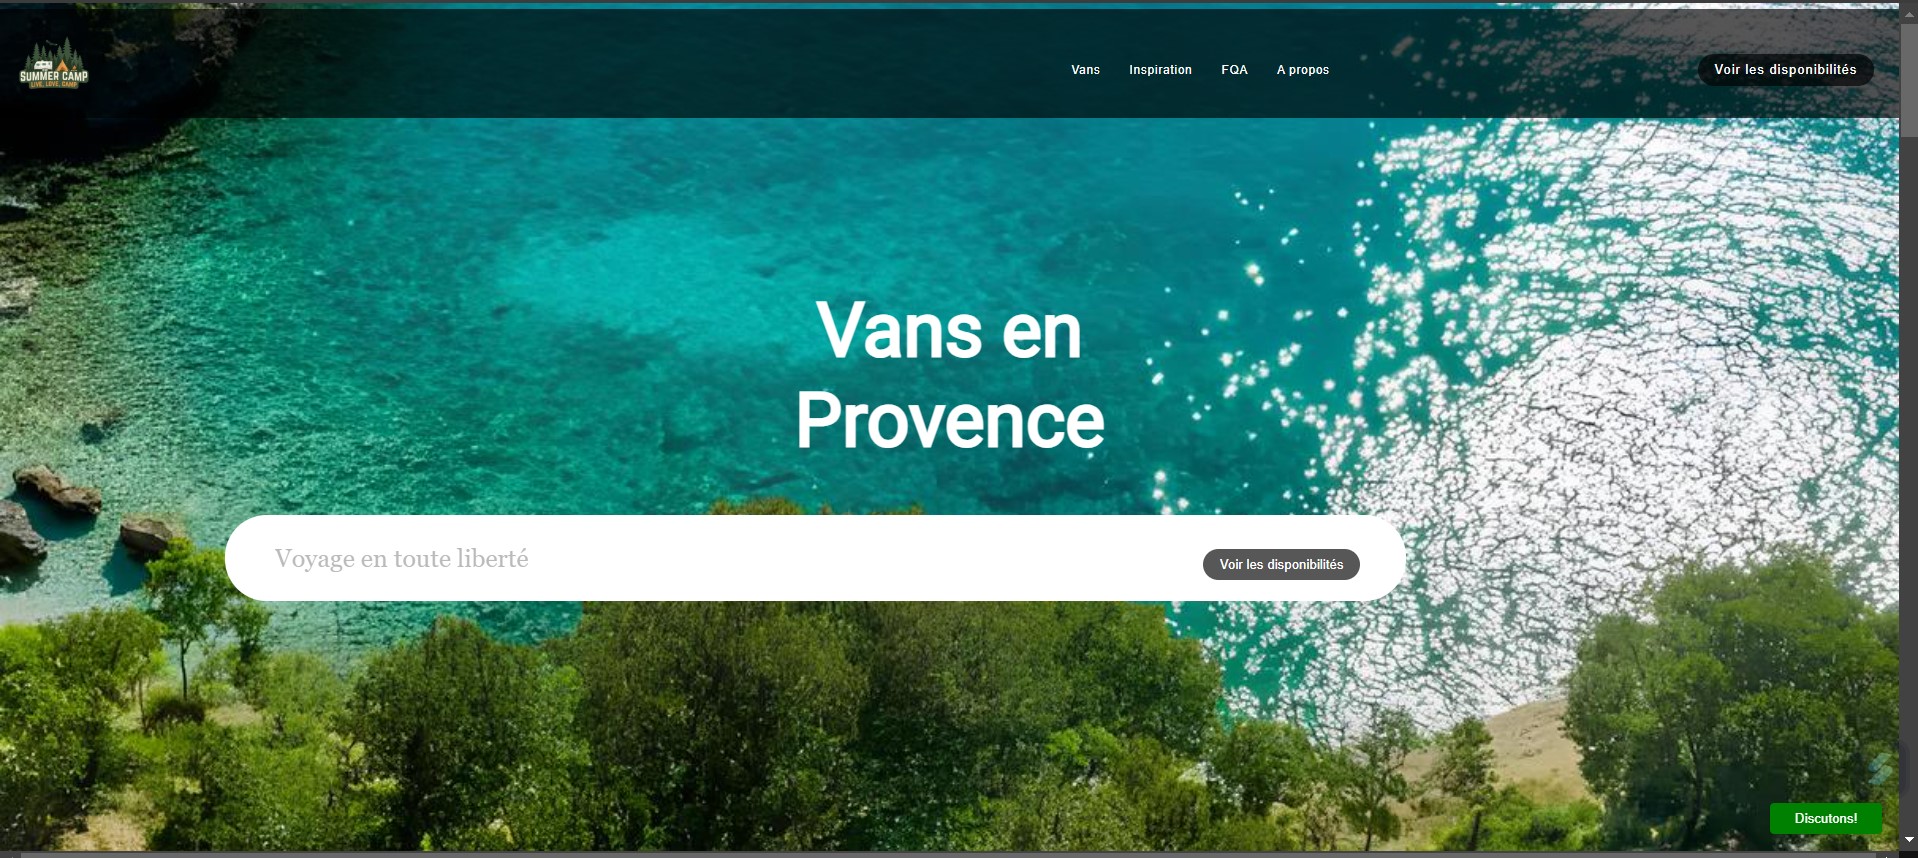 SUMMER CAMP
LIVE, LOVE, CAMP
Vans
Inspiration
FQA
A propos
Voir les disponibilités
Vans en
Provence
Voyage en toute liberté
Voir les disponibilités
Discutons!